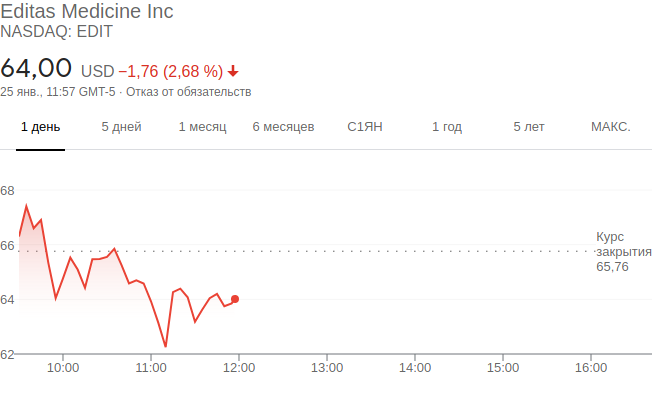 Editas Medicine Inc
NASDAQ: EDIT
64,00 USD −1,76 (2,68 %)
25 янв., 11:57 GMT-5 · Отказ от обязательств
1 день 5 дней 1 месяц 6 месяцев С1ЯН 1 год 5 лет МАКС.
68
66
64
62
Курс
закрытия
65,76
10:00 11:00 12:00 13:00 14:00 15:00 16:00